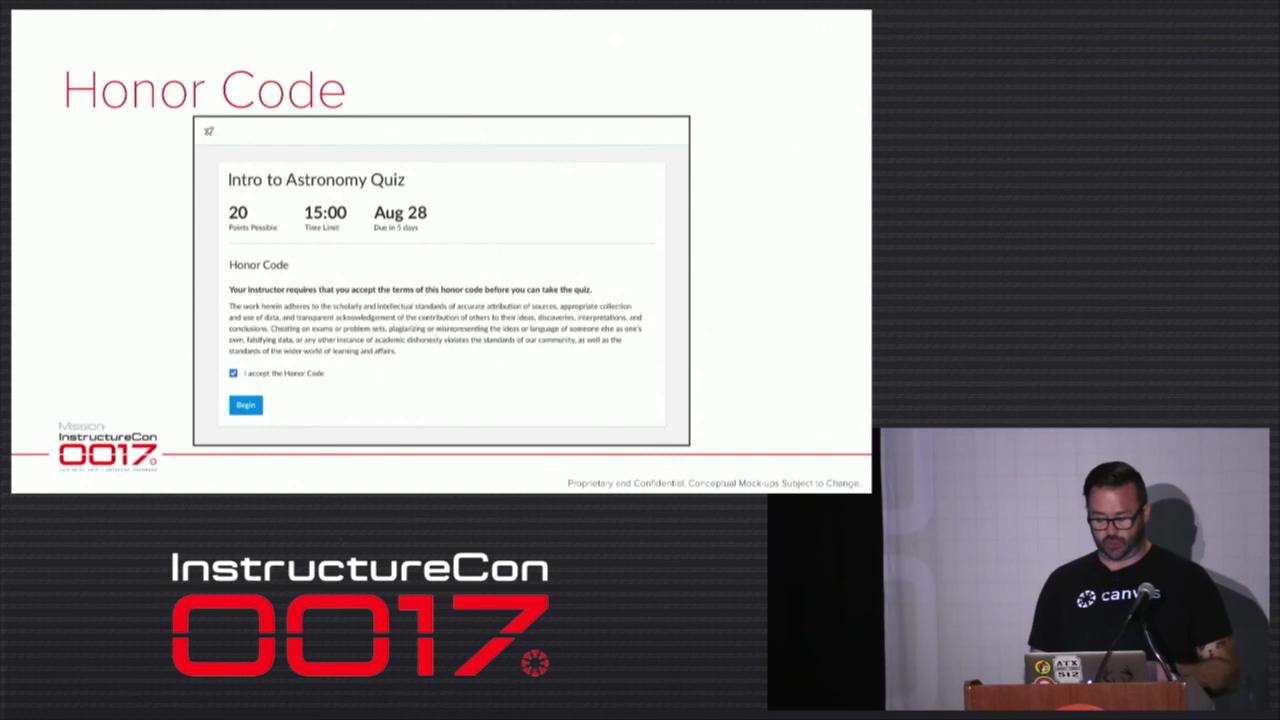 Honor Code
Intro to Astronomy Quiz
20 15:00 Aug 28
Points Possible Time Limit Due in 5 days
Honor Code
Your instructor requires that you accept the terms of this honor code before you can take the quiz.
The work herein adheres to the scholarly and intellectual standards of accurate attribution of sources, appropriate collection
and use of data, and transparent acknowledgement of the contribution of others to their ideas, discoveries, interpretations, and
conclusions. Cheating on exams or problem sets, plagiarizing or misrepresenting the ideas or language of someone else as one's
own, falsifying data, or any other instance of academic dishonesty violates the standards of our community, as well as the
standards of the wider world of learning and affairs.
I accept the Honor Code
Begin
Mission:
InstructureCon
0017
Proprietary and Confidential. Conceptual Mock-ups Subject to Change.
InstructureCon
0017
canvas
ATX
512